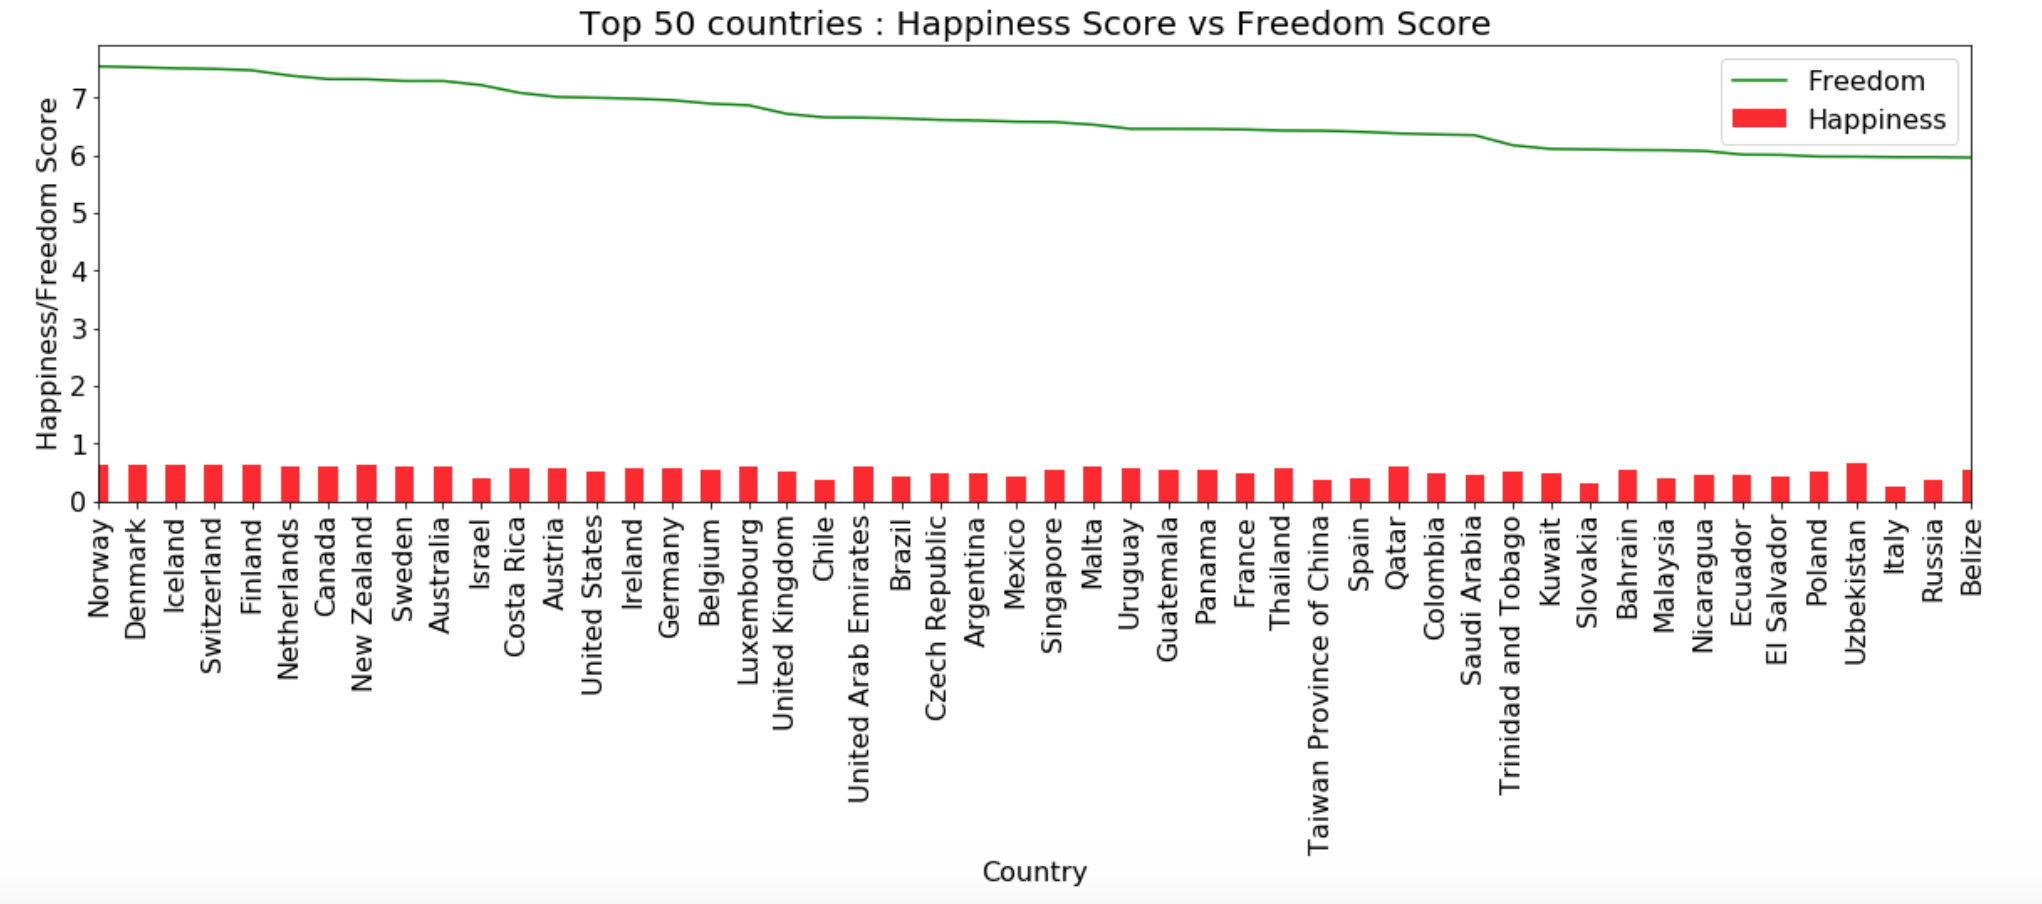 Top 50 countries : Happiness Score vs Freedom Score
Freedom
Happiness
Happiness/Freedom Score
7
6
5
4
3
2
1
0
Norway
Denmark
Iceland
Switzerland
Finland
Netherlands
Canada
New Zealand
Sweden
Australia
Israel
Costa Rica
Austria
United States
Ireland
Germany
Belgium
Luxembourg
United Kingdom
Chile
United Arab Emirates
Brazil
Czech Republic
Argentina
Mexico
Singapore
Malta
Uruguay
Guatemala
Panama
France
Thailand
Taiwan Province of China
Spain
Qatar
Colombia
Saudi Arabia
Trinidad and Tobago
Kuwait
Slovakia
Bahrain
Malaysia
Nicaragua
Ecuador
El Salvador
Poland
Uzbekistan
Italy
Russia
Belize
Country